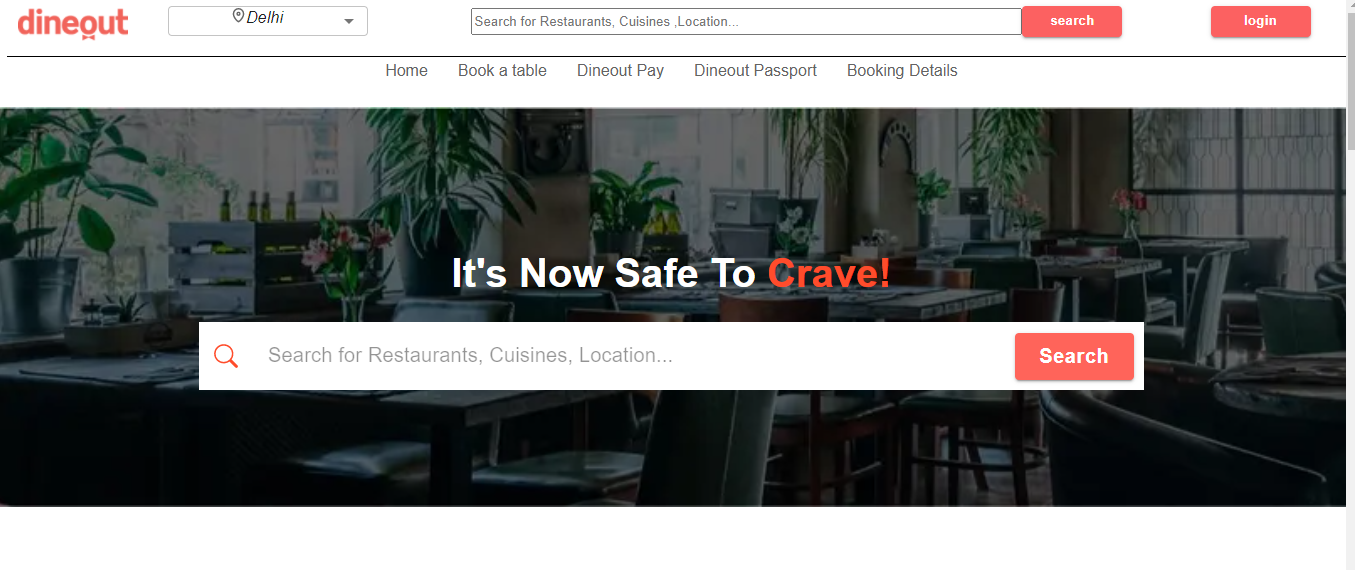 dineout
Delhi
Search for Restaurants, Cuisines ,Location...
search
login
Home Book a table Dineout Pay Dineout Passport Booking Details
It's Now Safe To Crave!
Search for Restaurants, Cuisines, Location...
Search